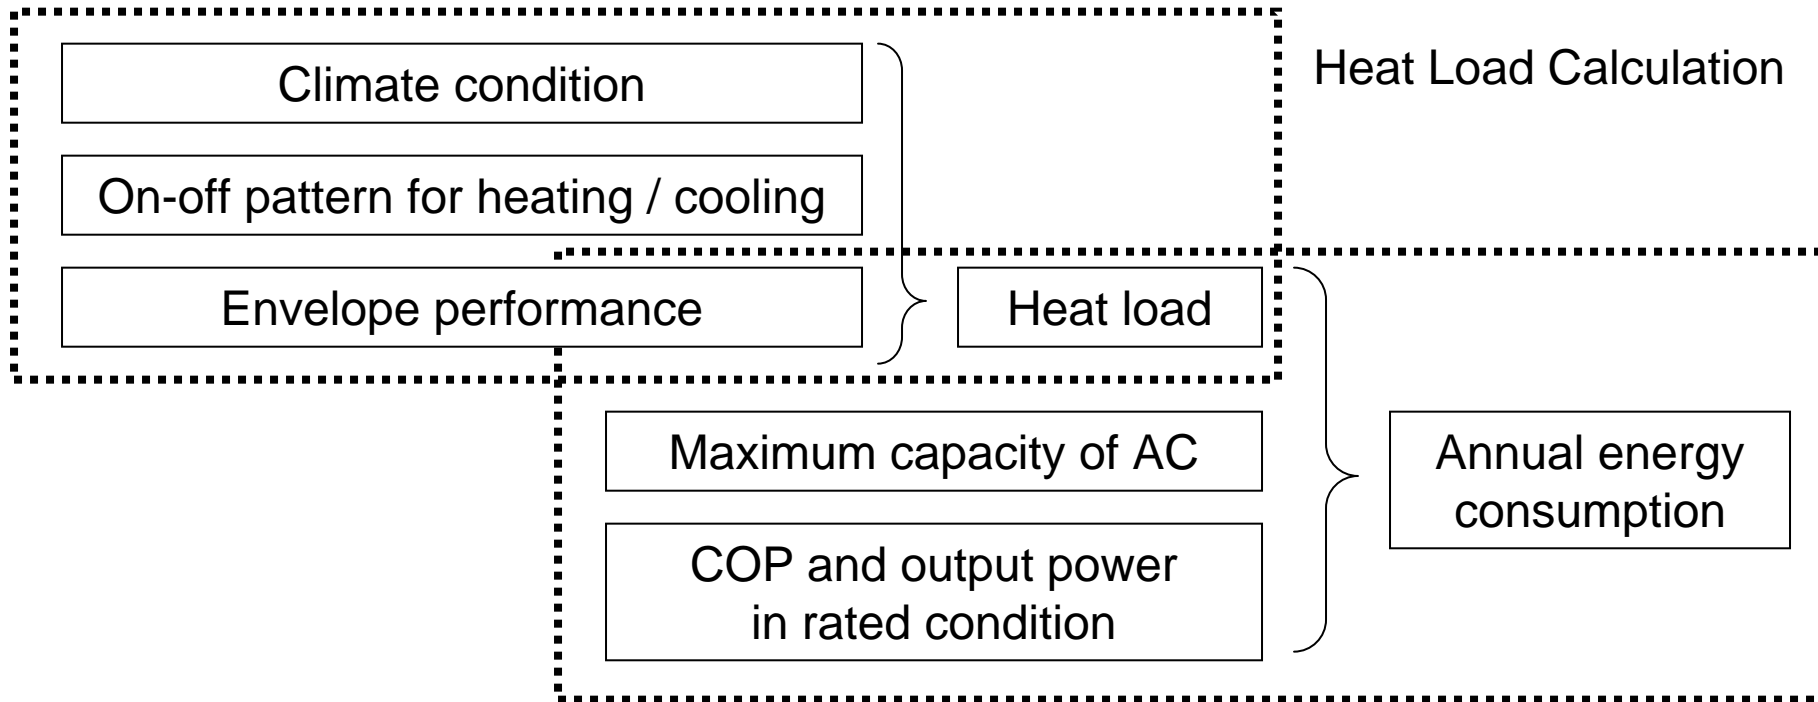 Heat Load Calculation
Climate condition
On-off pattern for heating / cooling
Envelope performance
Heat load
Maximum capacity of AC
COP and output power
in rated condition
Annual energy
consumption